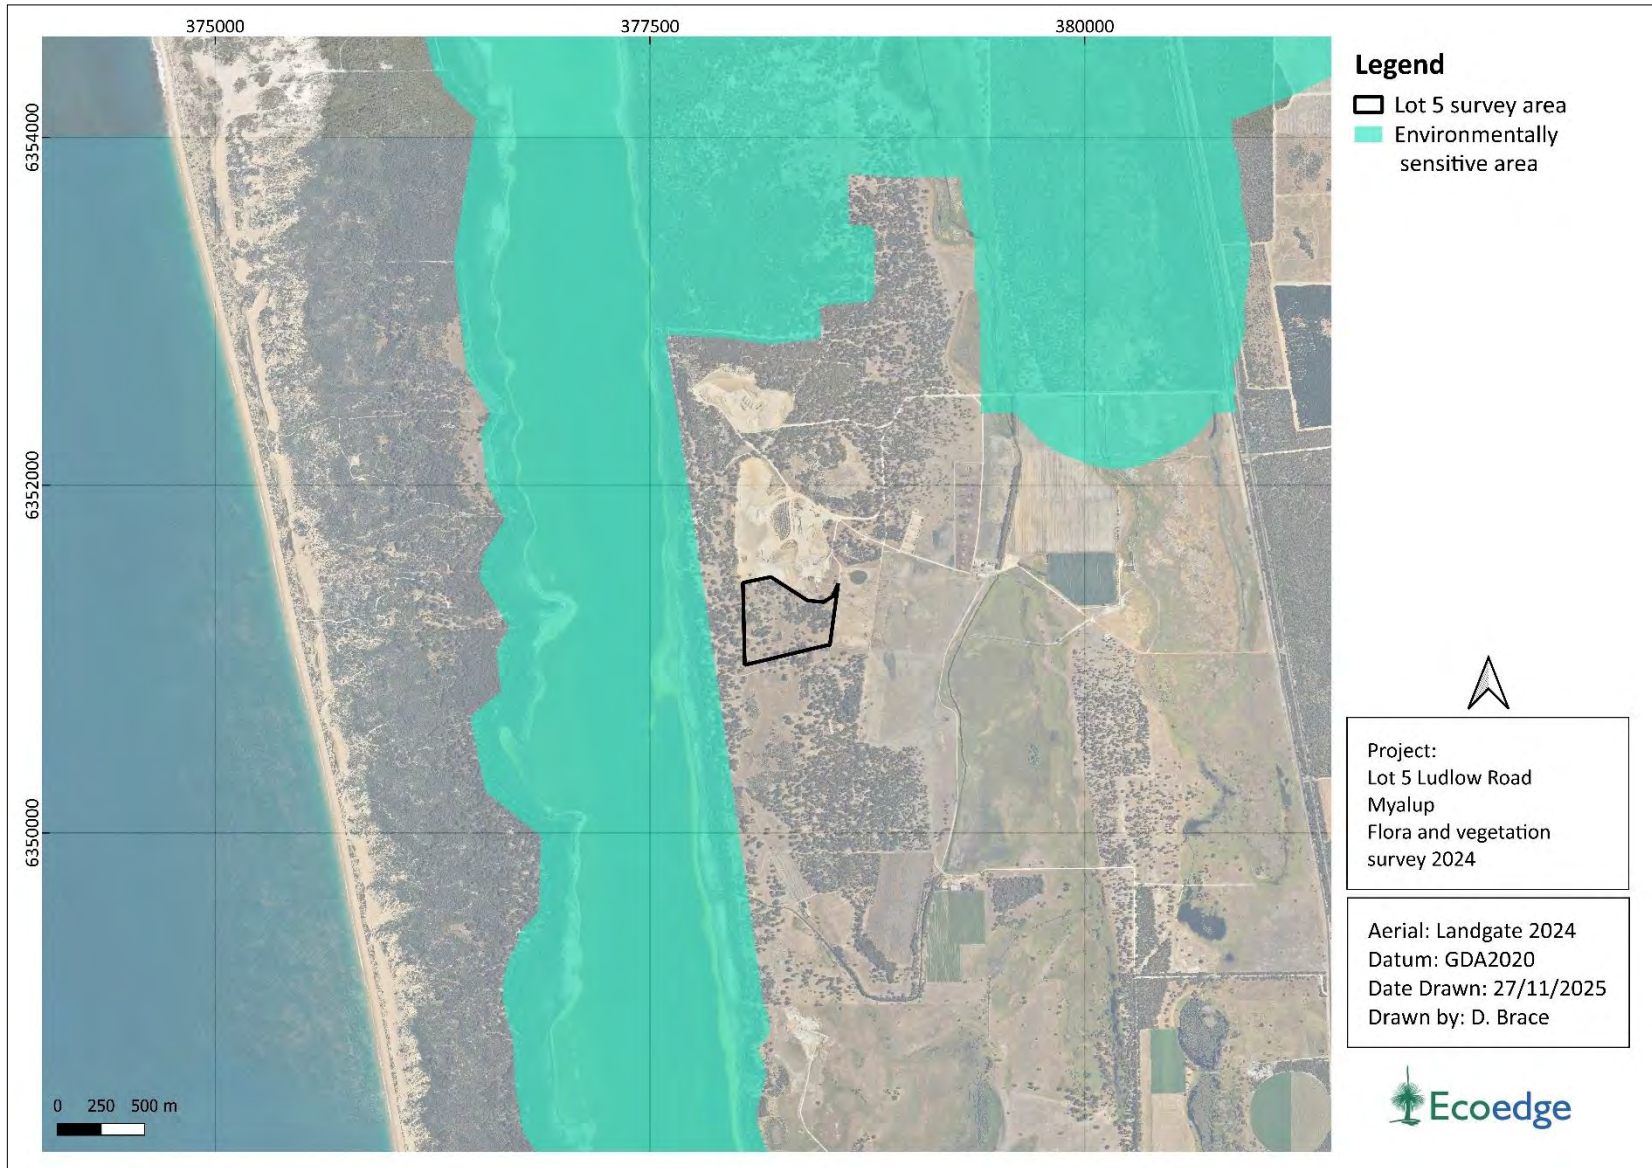 375000 377500 380000
6354000
6352000
6350000
Legend
Lot 5 survey area
Environmentally
sensitive area
Project:
Lot 5 Ludlow Road
Myalup
Flora and vegetation
survey 2024
Aerial: Landgate 2024
Datum: GDA2020
Date Drawn: 27/11/2025
Drawn by: D. Brace
0 250 500 m
Ecoedge